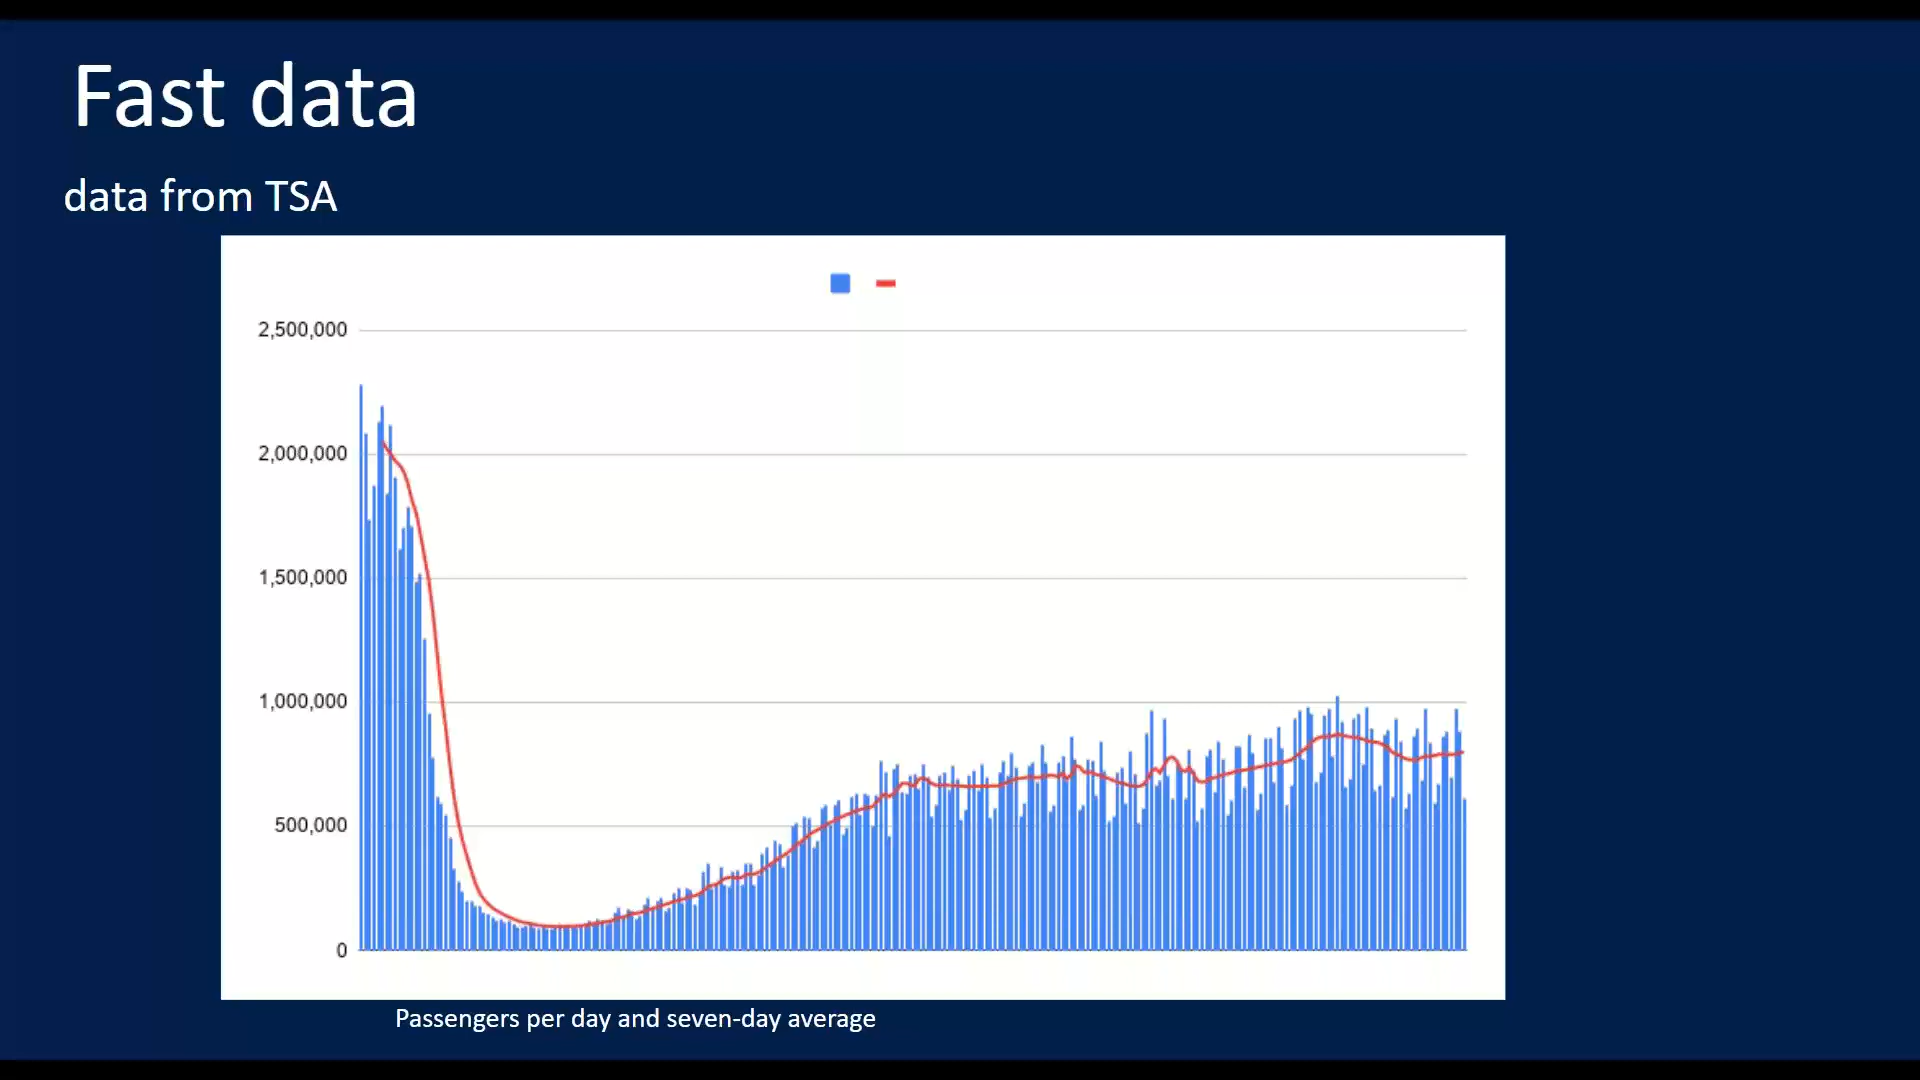 Fast data
data from TSA
2,500,000
2,000,000
1,500,000
1,000,000
500,000
0
Passengers per day and seven-day average